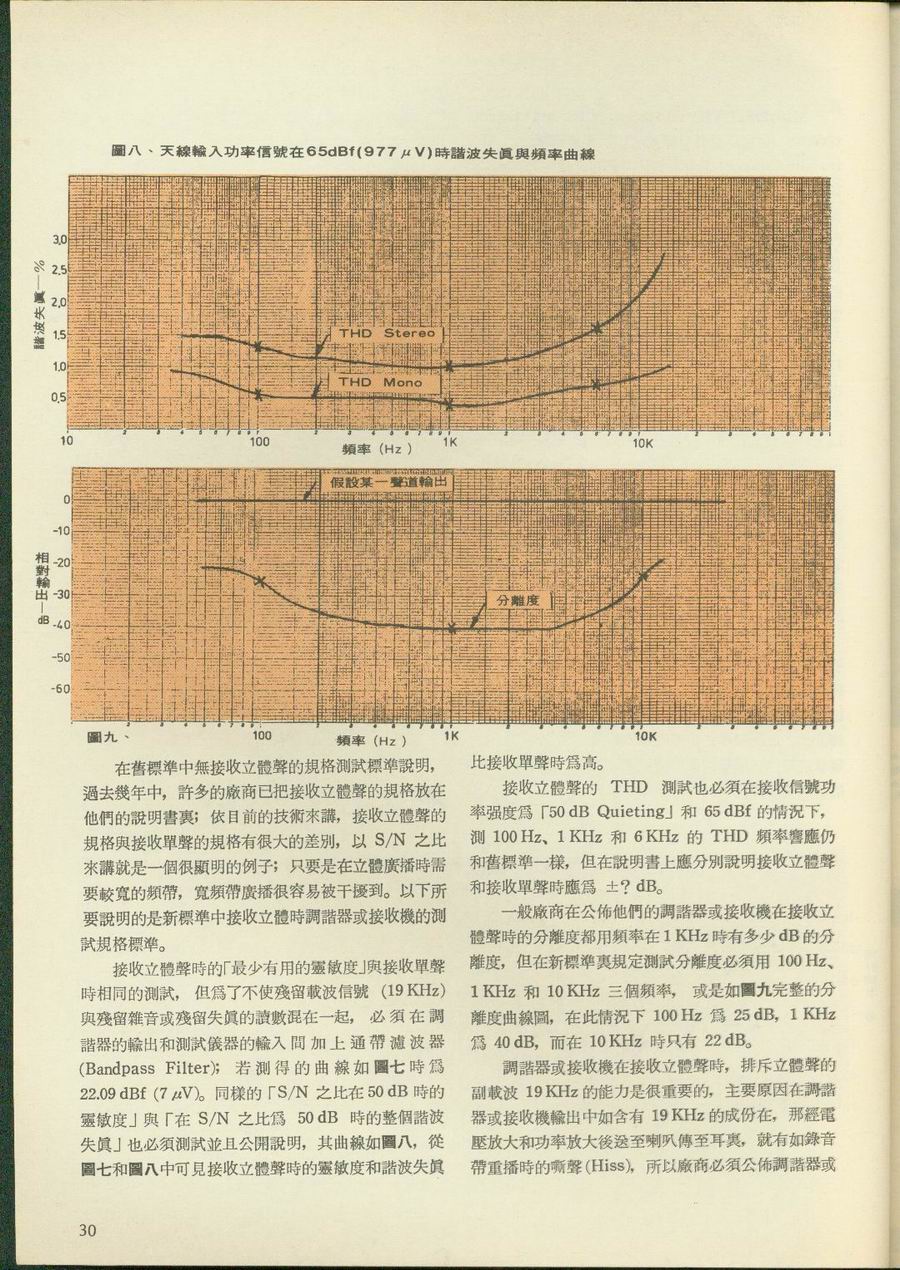 圖八、天線輸入功率信號在65dBf(977μV)時諧波失眞與頻率曲線
諧波失眞—%
3,0
2,5
2,0
1,5
1,0
0,5
THD Stereo
THD Mono
10
100
1K
10K
頻率 (Hz)
相對輸出—dB
0
-10
-20
-30
-40
-50
-60
假設某一聲道輸出
分離度
圖九、
100
1K
10K
頻率 (Hz)
在舊標準中無接收立體聲的規格測試標準說明,
過去幾年中, 許多的廠商已把接收立體聲的規格放在
他們的說明書裏; 依目前的技術來講, 接收立體聲的
規格與接收單聲的規格有很大的差別, 以 S/N 之比
來講就是一個很顯明的例子; 只要是在立體廣播時需
要較寬的頻帶, 寬頻帶廣播很容易被干擾到。以下所
要說明的是新標準中接收立體時調諧器或接收機的測
試規格標準。
接收立體聲時的「最少有用的靈敏度」與接收單聲
時相同的測試, 但爲了不使殘留載波信號 (19 KHz)
與殘留雜音或殘留失眞的讀數混在一起, 必須在調
諧器的輸出和測試儀器的輸入間加上通帶濾波器
(Bandpass Filter); 若測得的曲線如圖七時爲
22.09 dBf (7 μV)。同樣的「S/N 之比在 50 dB 時的
靈敏度」與「在 S/N 之比爲 50 dB 時的整個諧波
失眞」也必須測試並且公開說明, 其曲線如圖八, 從
圖七和圖八中可見接收立體聲時的靈敏度和諧波失眞
比接收單聲時爲高。
接收立體聲的 THD 測試也必須在接收信號功
率强度爲「50 dB Quieting」和 65 dBf 的情況下,
測 100 Hz、1 KHz 和 6 KHz 的 THD 頻率響應仍
和舊標準一樣, 但在說明書上應分別說明接收立體聲
和接收單聲時應爲 ±? dB。
一般廠商在公佈他們的調諧器或接收機在接收立
體聲時的分離度都用頻率在 1 KHz 時有多少 dB 的分
離度, 但在新標準裏規定測試分離度必須用 100 Hz、
1 KHz 和 10 KHz 三個頻率, 或是如圖九完整的分
離度曲線圖, 在此情況下 100 Hz 爲 25 dB, 1 KHz
爲 40 dB, 而在 10 KHz 時只有 22 dB。
調諧器或接收機在接收立體聲時, 排斥立體聲的
副載波 19 KHz 的能力是很重要的, 主要原因在調諧
器或接收機輸出中如含有 19 KHz 的成份在, 那經電
壓放大和功率放大後送至喇叭傳至耳裏, 就有如錄音
帶重播時的嘶聲 (Hiss), 所以廠商必須公佈調諧器或
30